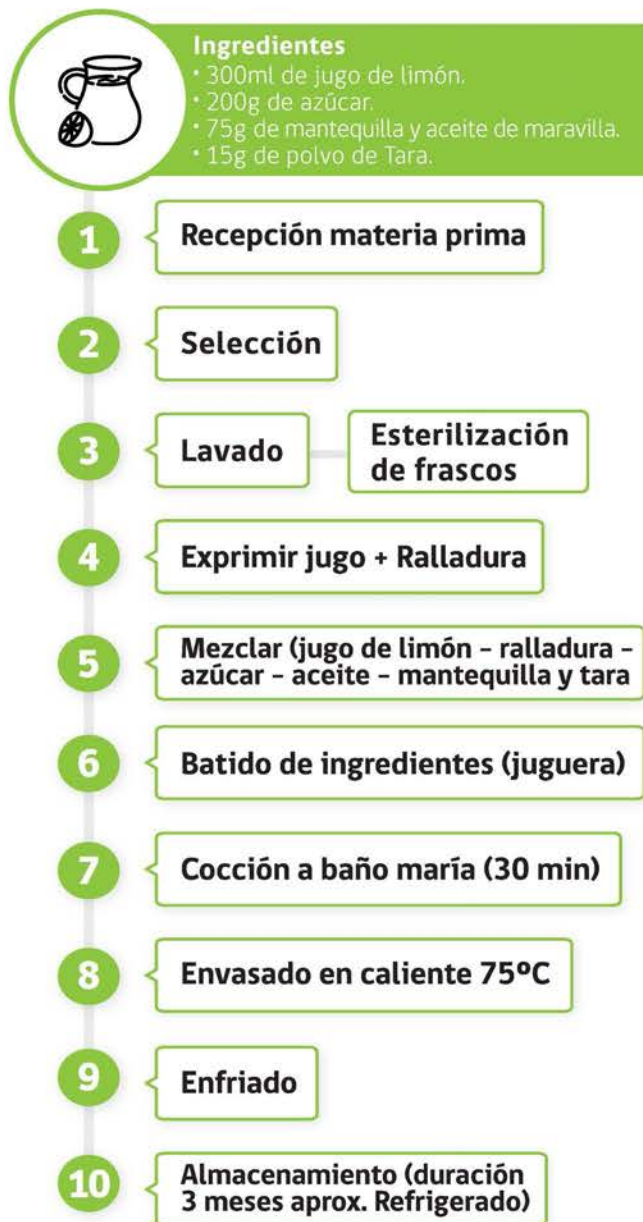 Ingredientes
• 300ml de jugo de limón.
• 200g de azúcar.
• 75g de mantequilla y aceite de maravilla.
• 15g de polvo de Tara.
1 Recepción materia prima
2 Selección
3 Lavado
Esterilización
de frascos
4 Exprimir jugo + Ralladura
5 Mezclar (jugo de limón – ralladura –
azúcar – aceite – mantequilla y tara
6 Batido de ingredientes (juguera)
7 Cocción a baño maría (30 min)
8 Envasado en caliente 75ºC
9 Enfriado
10 Almacenamiento (duración
3 meses aprox. Refrigerado)